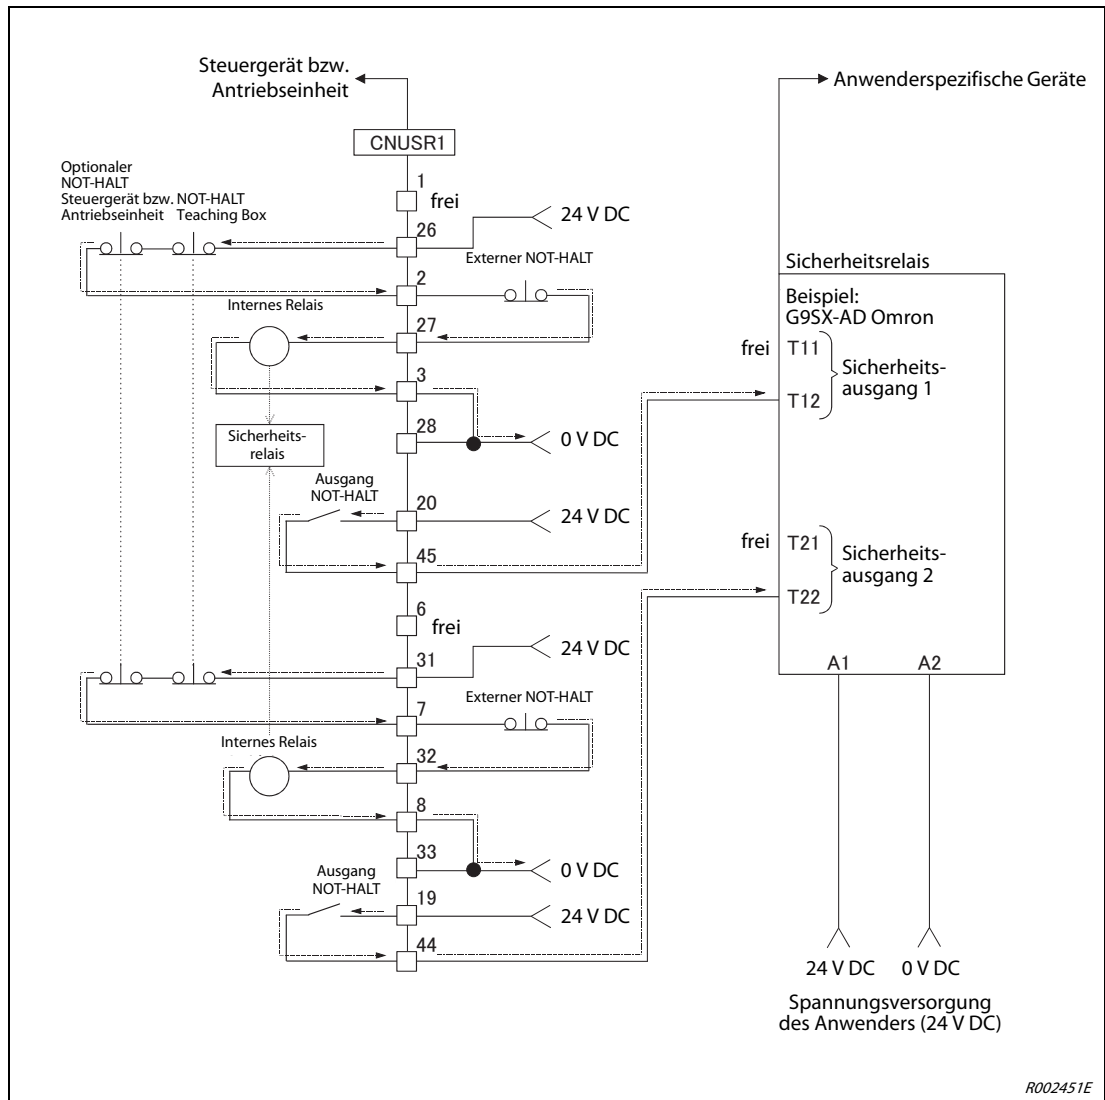 Steuergerät bzw.
Antriebseinheit
Anwenderspezifische Geräte
CNUSR1
Optionaler
NOT-HALT
Steuergerät bzw. NOT-HALT
Antriebseinheit Teaching Box
1
frei
26
24 V DC
2
Externer NOT-HALT
Internes Relais
27
3
28
0 V DC
Sicherheits-
relais
Ausgang
NOT-HALT
20
24 V DC
45
6
frei
31
24 V DC
7
Externer NOT-HALT
Internes Relais
32
8
33
0 V DC
Ausgang
NOT-HALT
19
24 V DC
44
Sicherheitsrelais
Beispiel:
G9SX-AD Omron
frei
T11
T12
Sicherheits-
ausgang 1
frei
T21
T22
Sicherheits-
ausgang 2
A1
A2
24 V DC
0 V DC
Spannungsversorgung
des Anwenders (24 V DC)
R002451E